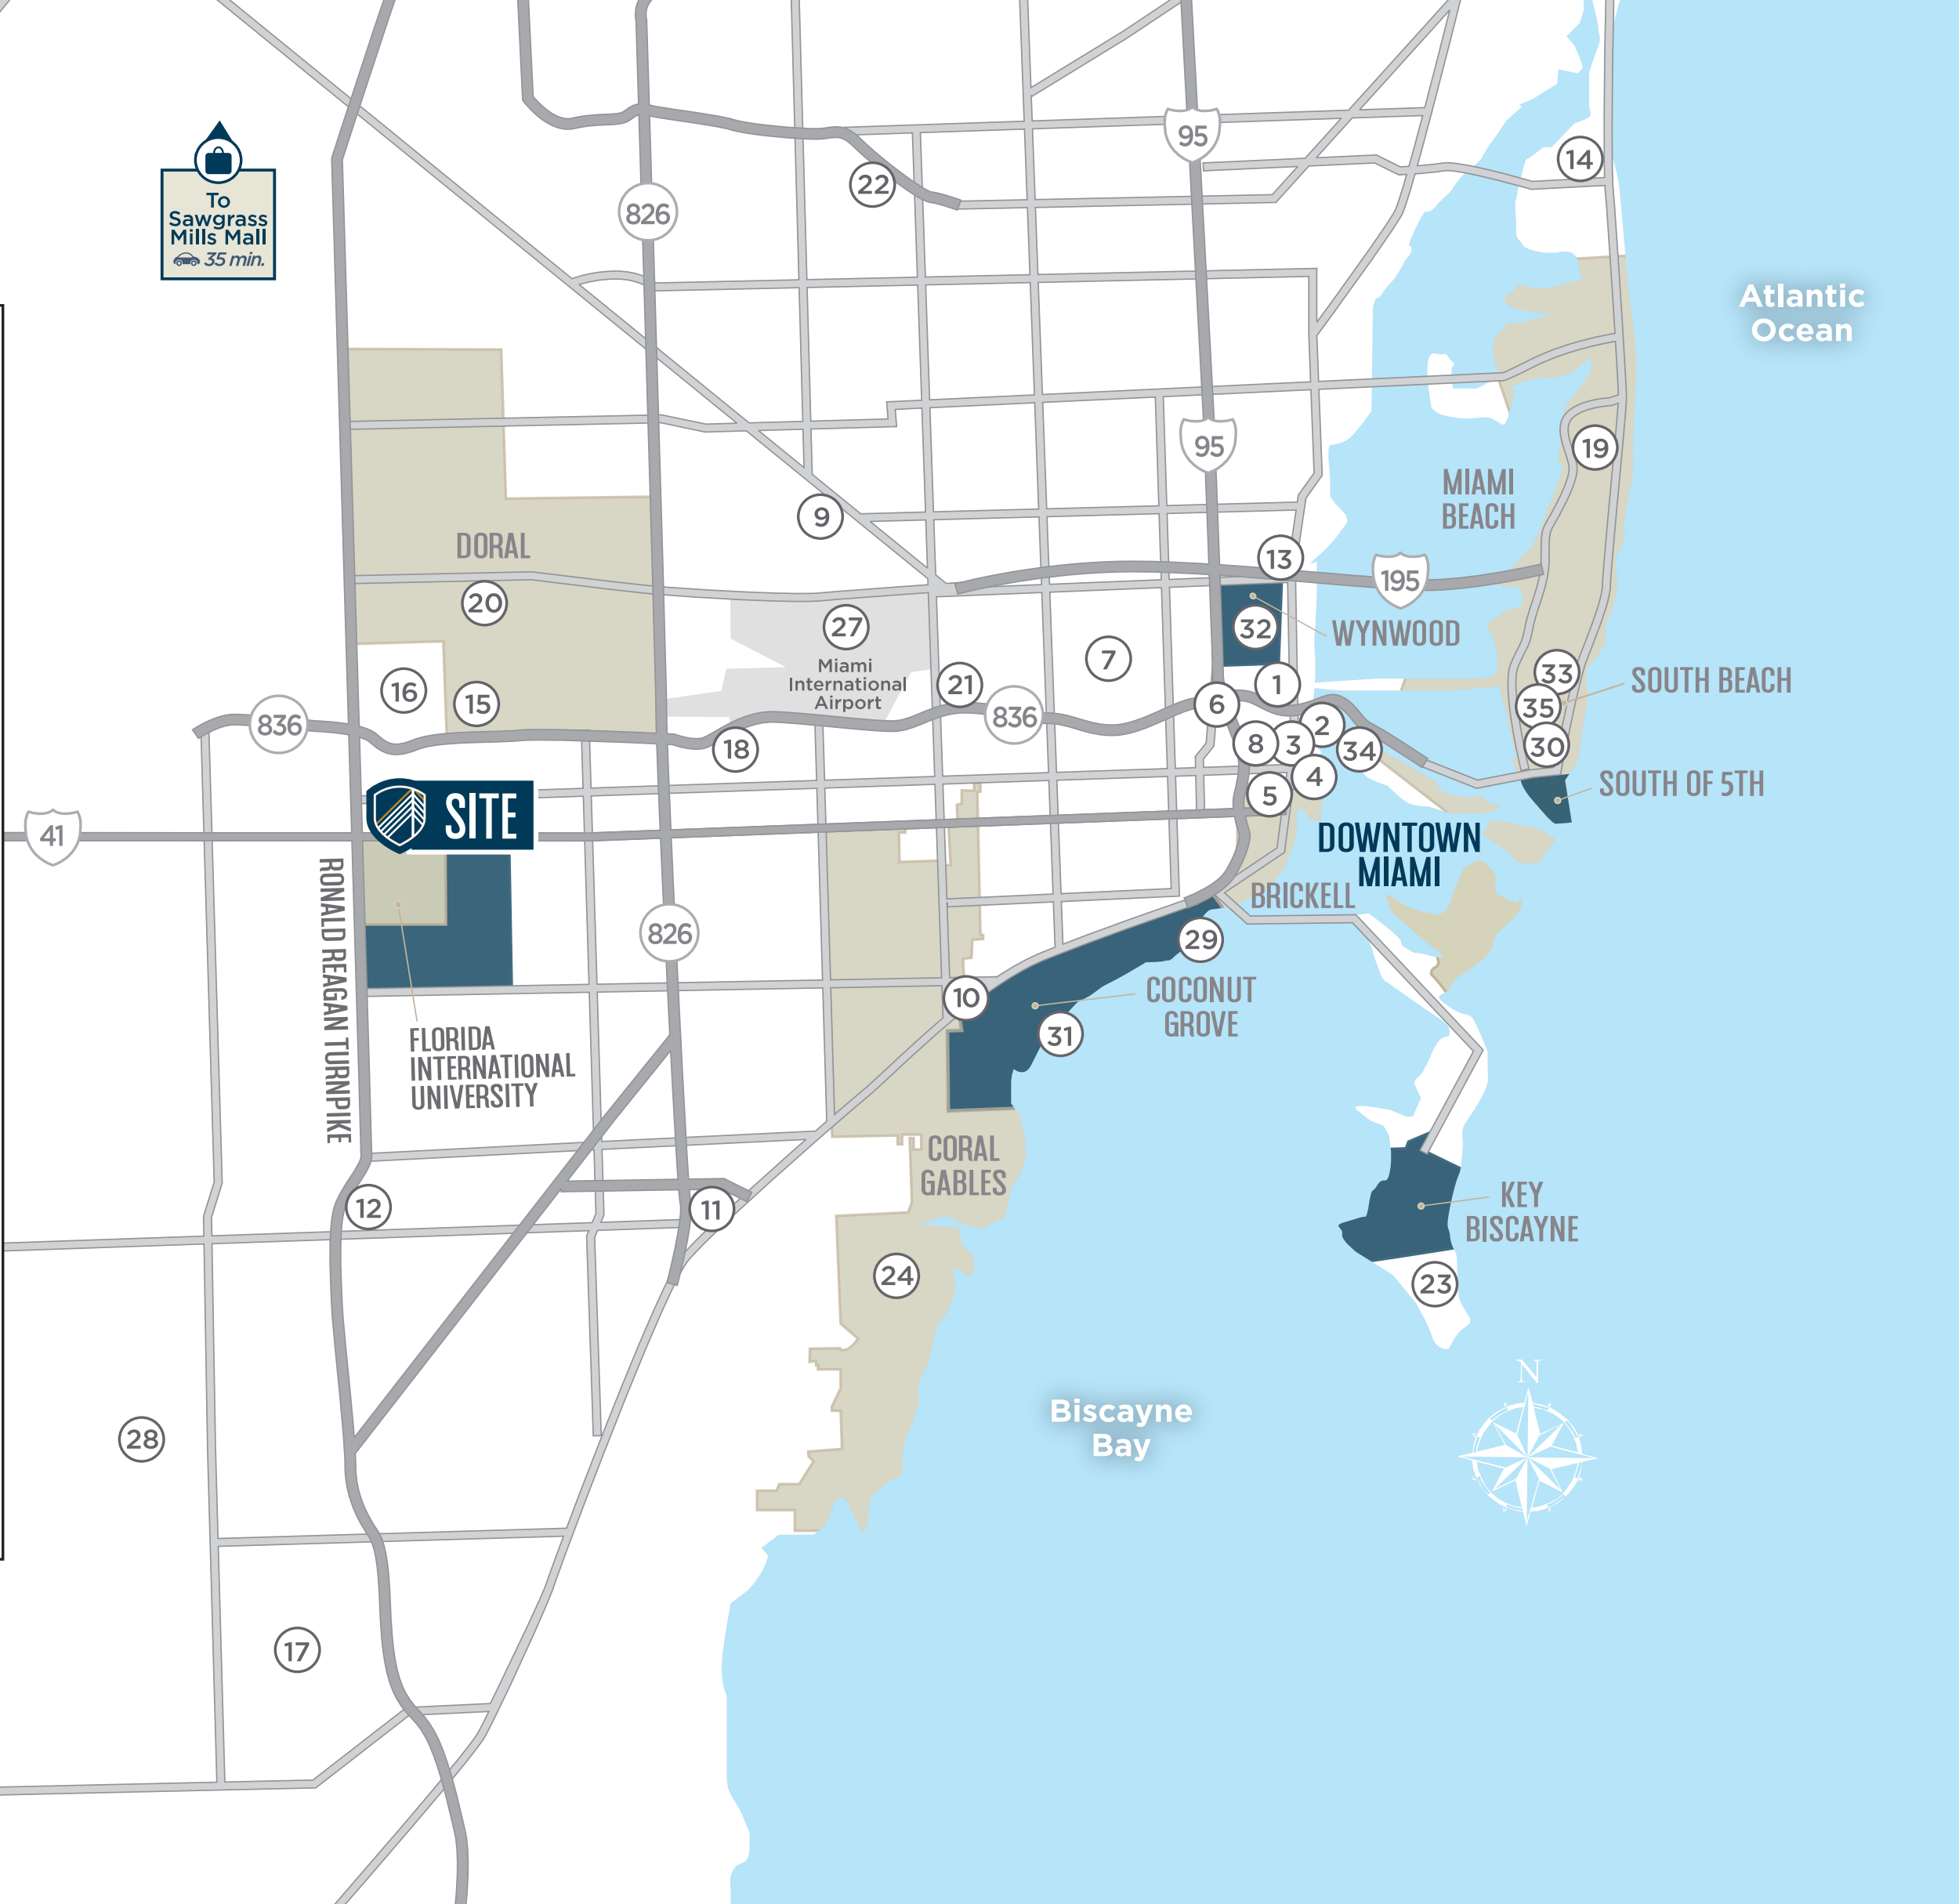 95
14
22
To
Sawgrass
Mills Mall
35 min.
826
Atlantic
Ocean
95
19
MIAMI
BEACH
9
DORAL
13
195
20
27
32
WYNWOOD
Miami
International
Airport
7
33
SOUTH BEACH
16
15
21
1
6
35
836
836
2
18
8
3
34
30
4
SOUTH OF 5TH
5
SITE
41
DOWNTOWN
MIAMI
RONALD REAGAN TURNPIKE
BRICKELL
826
29
10
COCONUT
GROVE
31
FLORIDA
INTERNATIONAL
UNIVERSITY
CORAL
GABLES
12
11
KEY
BISCAYNE
24
23
N
Biscayne
Bay
28
17